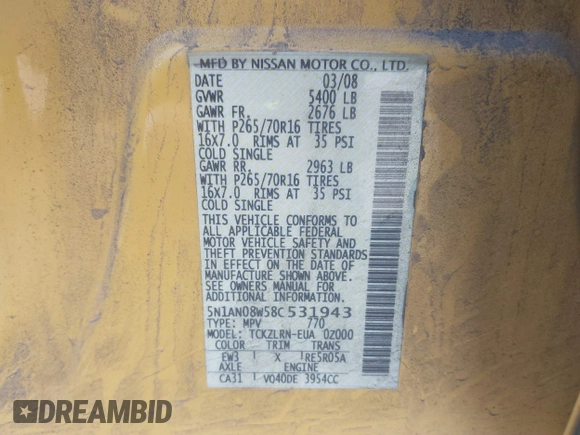 MFD BY NISSAN MOTOR CO., LTD.
DATE 03/08
GVWR 5400 LB
GAWR FR. 2676 LB
WITH P265/70R16 TIRES
16X7.0 RIMS AT 35 PSI
COLD SINGLE
GAWR RR. 2963 LB
WITH P265/70R16 TIRES
16X7.0 RIMS AT 35 PSI
COLD SINGLE
THIS VEHICLE CONFORMS TO
ALL APPLICABLE FEDERAL
MOTOR VEHICLE SAFETY AND
THEFT PREVENTION STANDARDS
IN EFFECT ON THE DAY OF
MANUFACTURE SHOWN ABOVE.
SEE OWNERS MANUAL FOR
ADDITIONAL INFORMATION.
5N1AN08W58C531943
TYPE: MPV 770
MODEL: TCKZLRN-EUA 02000
COLOR TRIM TRANS
EW3 X RE5R05A
AXLE ENGINE
CA31 VQ40DE 3954CC
DREAMBID